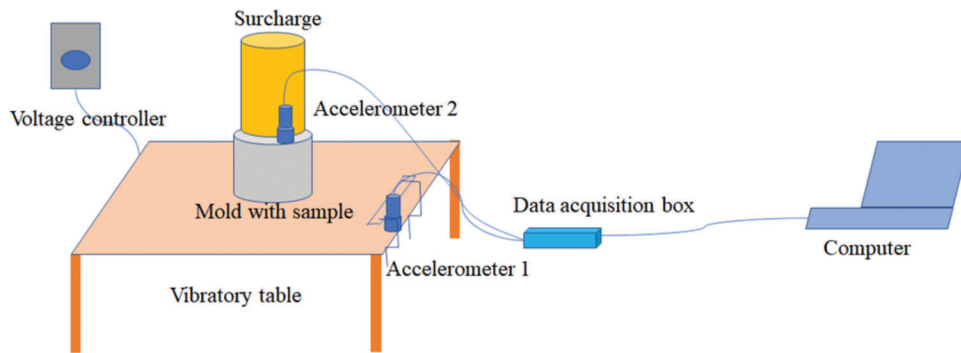 Surcharge
Voltage controller
Accelerometer 2
Mold with sample
Data acquisition box
Computer
Accelerometer 1
Vibratory table